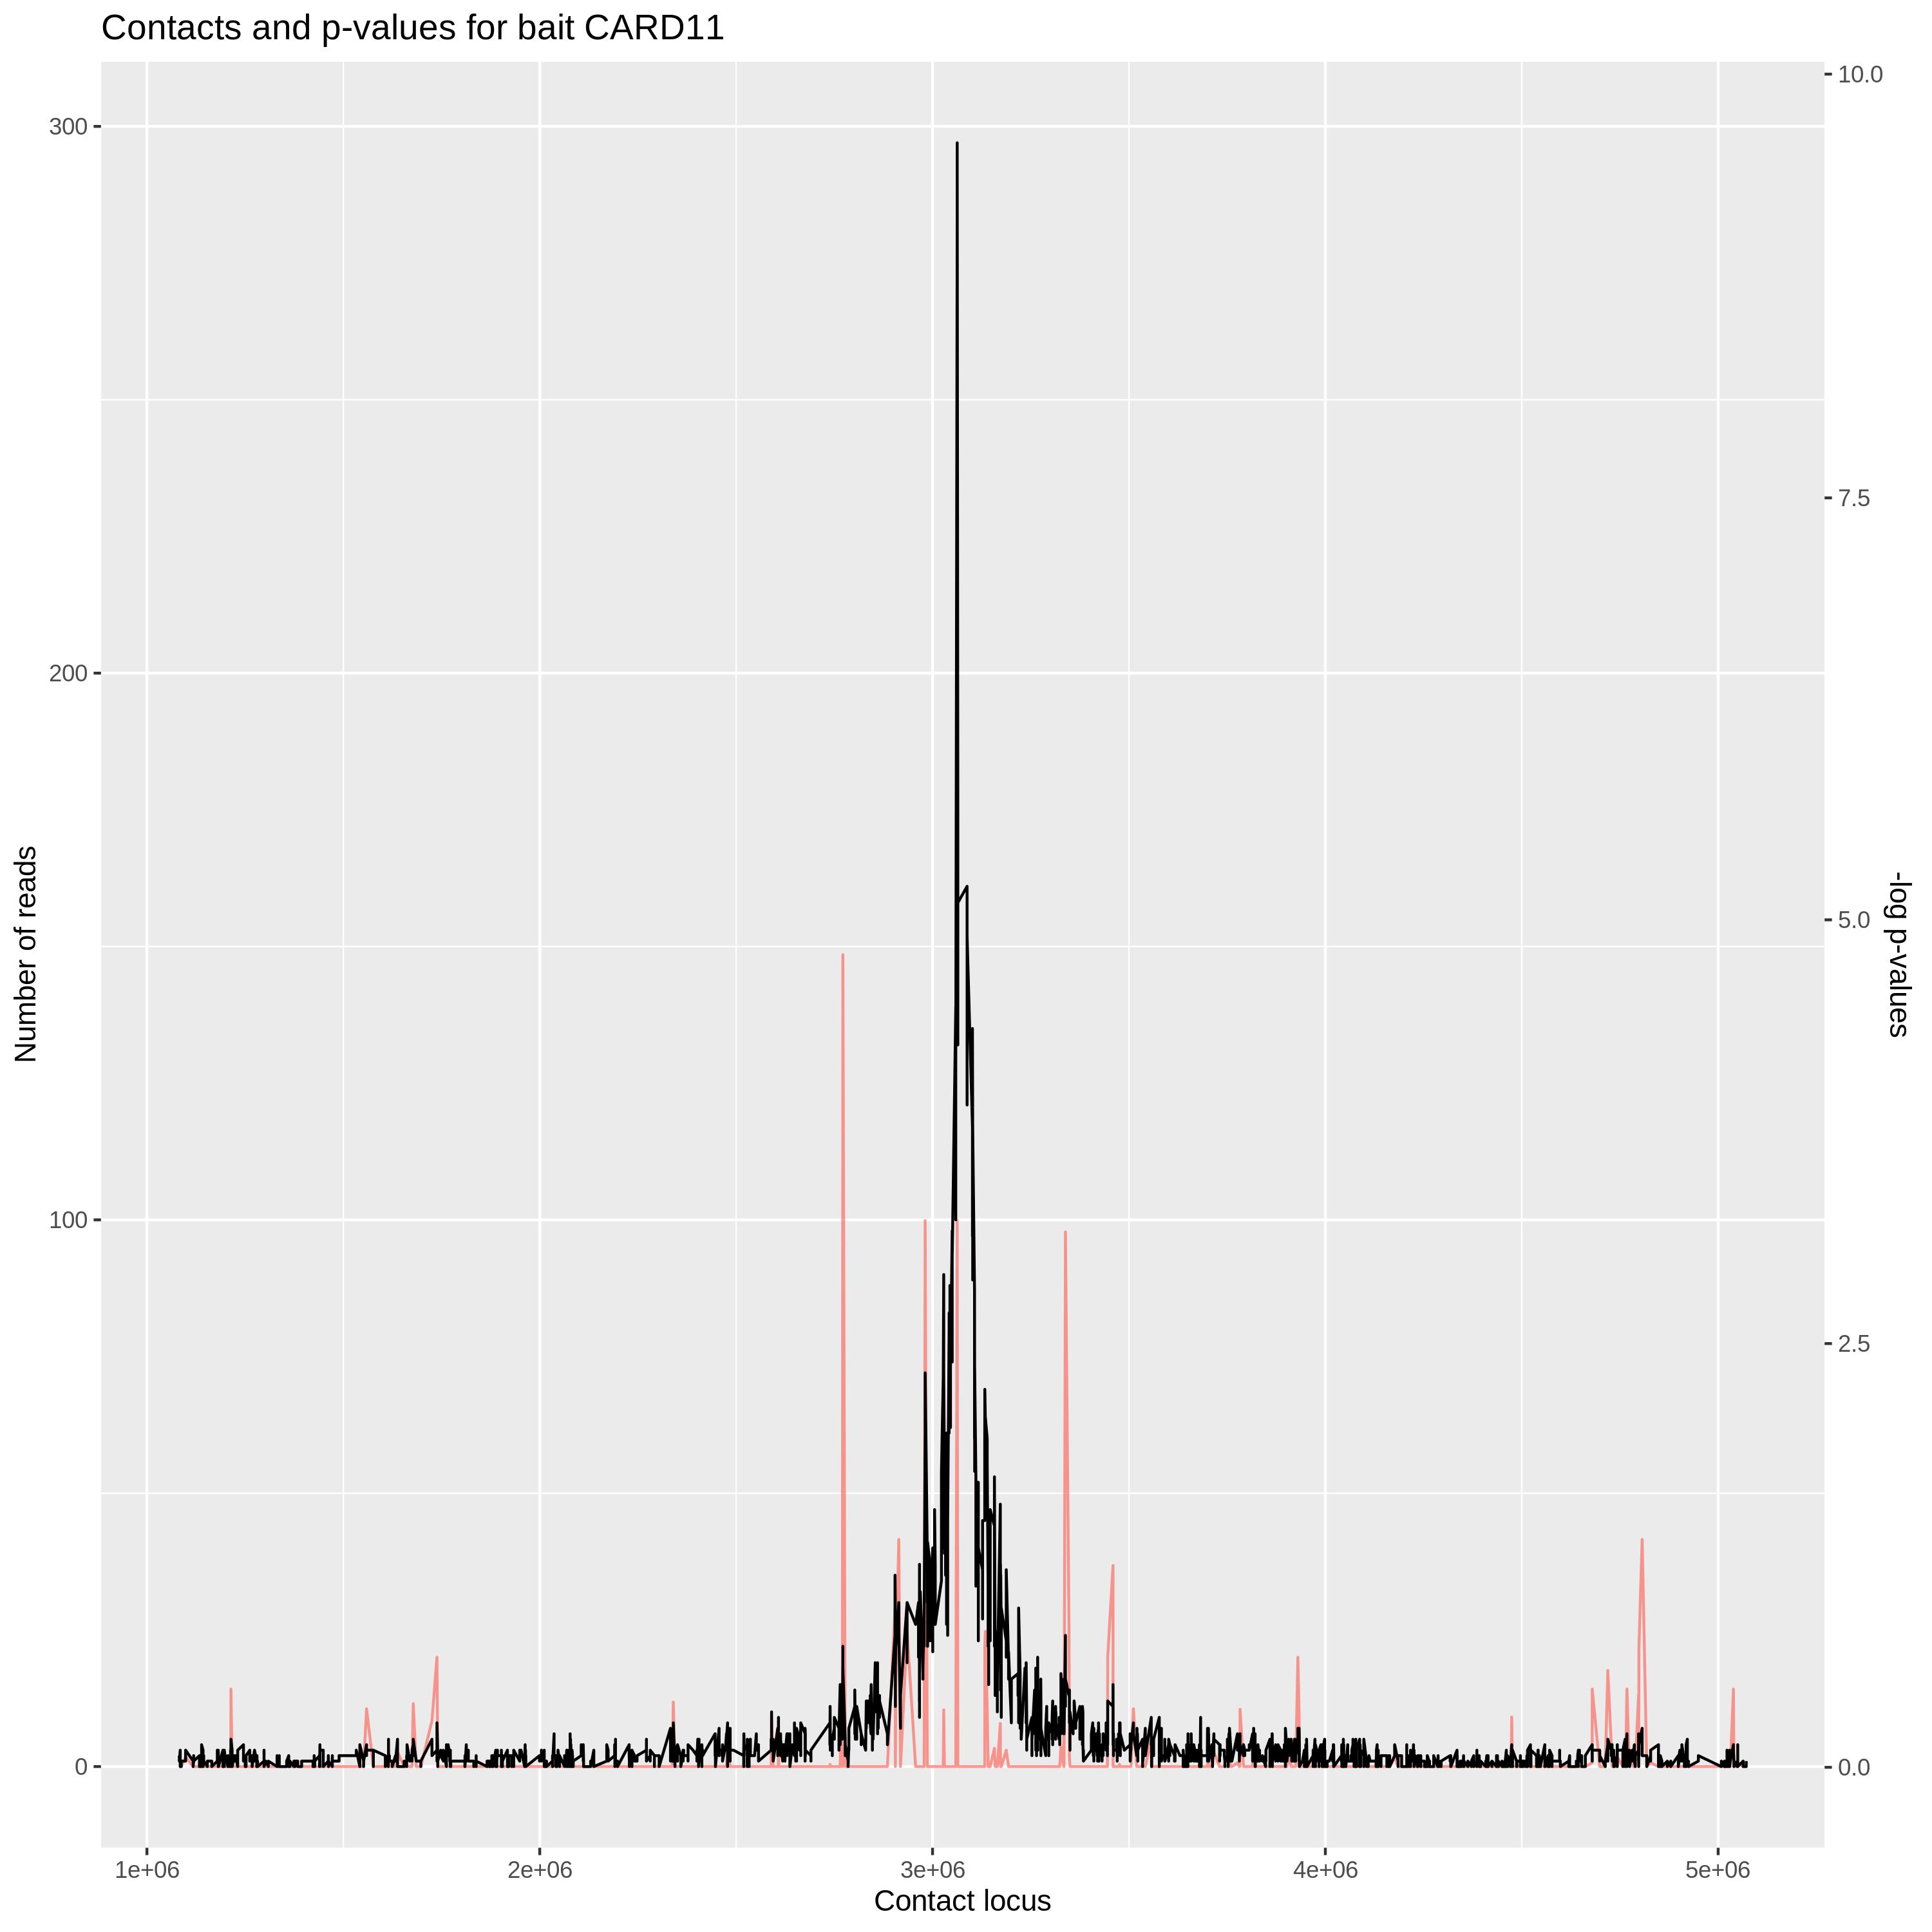 Contacts and p-values for bait CARD11
300
200
100
0
Number of reads
10.0
7.5
5.0
2.5
0.0
-log p-values
1e+06
2e+06
3e+06
4e+06
5e+06
Contact locus